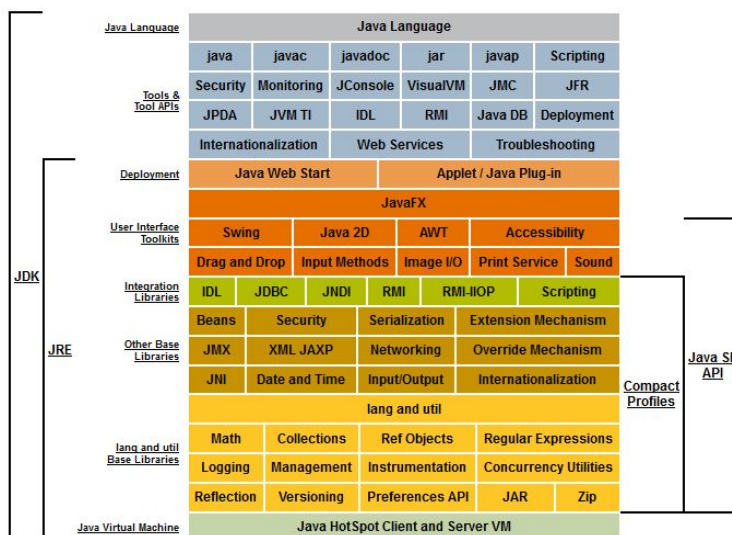 Java Language Java Language
java javac javadoc jar javap Scripting
Security Monitoring JConsole VisualVM JMC JFR
Tools &
Tool APIs
JPDA JVM TI IDL RMI Java DB Deployment
Internationalization Web Services Troubleshooting
Deployment Java Web Start Applet / Java Plug-in
JavaFX
User Interface
Toolkits
Swing Java 2D AWT Accessibility
Drag and Drop Input Methods Image I/O Print Service Sound
Integration
Libraries
IDL JDBC JNDI RMI RMI-IIOP Scripting
JDK
Beans Security Serialization Extension Mechanism
Other Base
Libraries
JMX XML JAXP Networking Override Mechanism
JRE
JNI Date and Time Input/Output Internationalization
Java SE
API
Compact
Profiles
lang and util
lang and util
Base Libraries
Math Collections Ref Objects Regular Expressions
Logging Management Instrumentation Concurrency Utilities
Reflection Versioning Preferences API JAR Zip
Java Virtual Machine Java HotSpot Client and Server VM